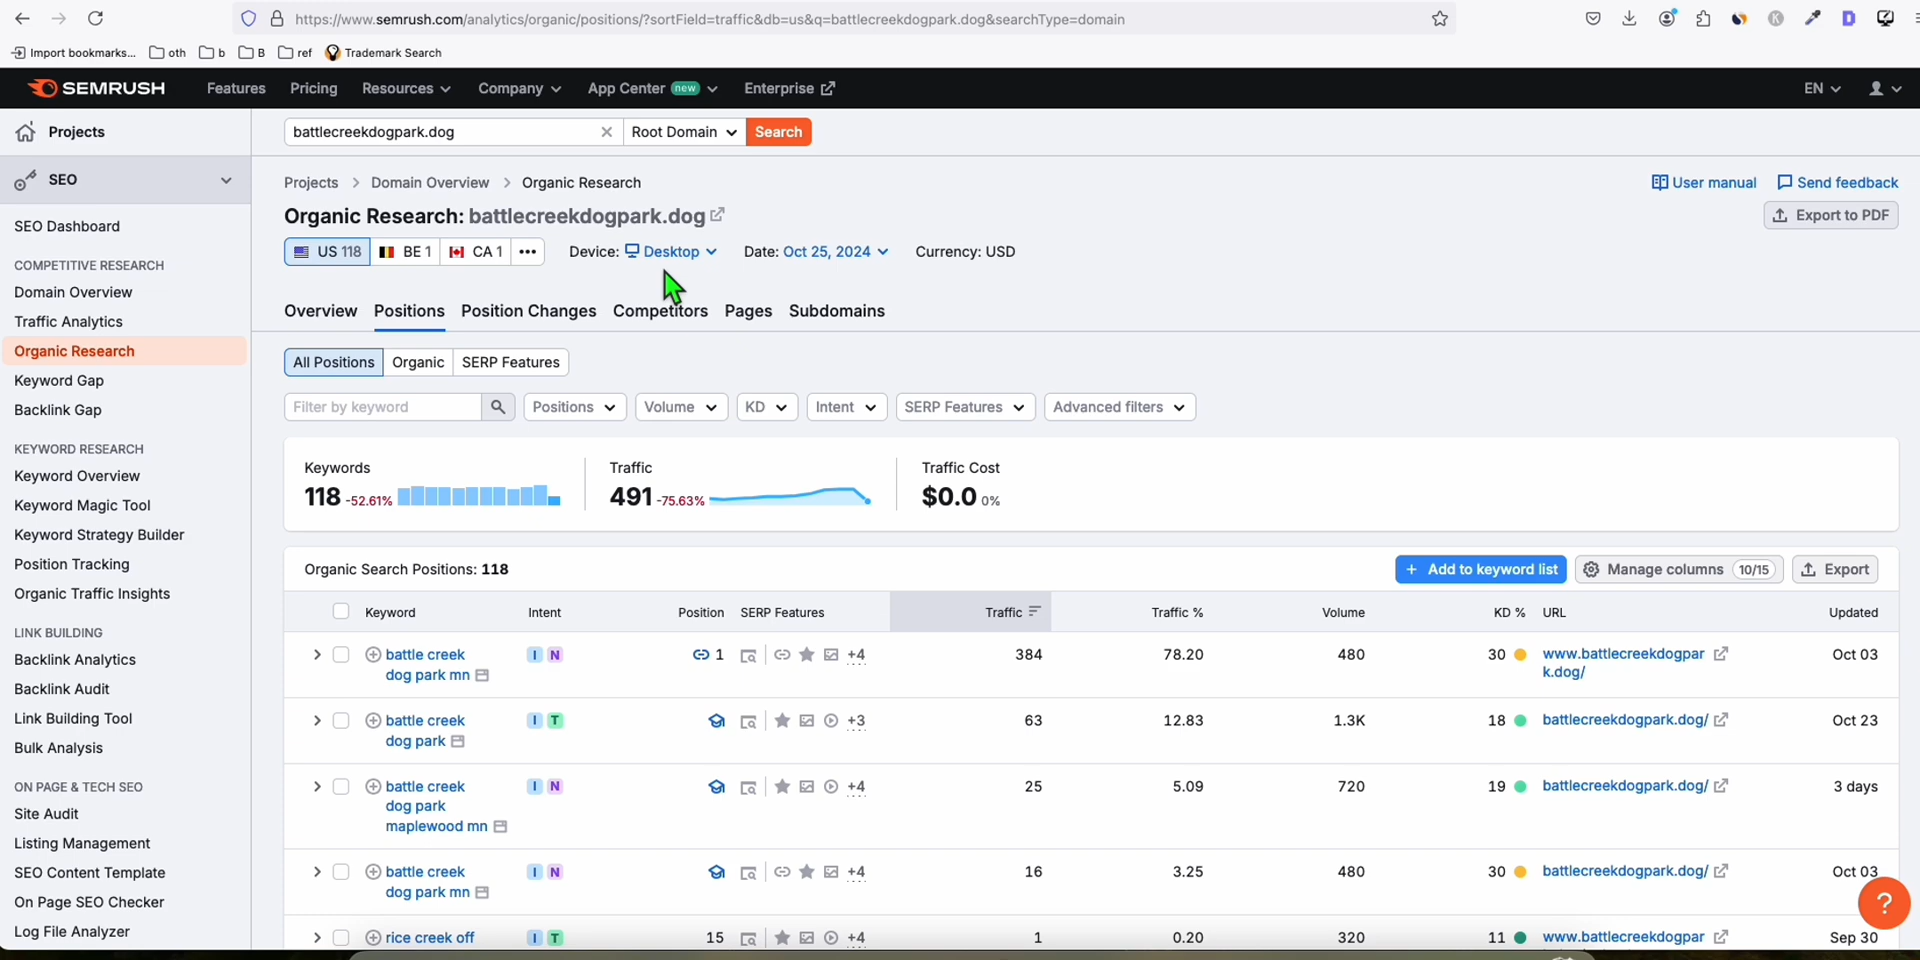 https://www.semrush.com/analytics/organic/positions/?sortField=traffic&db=us&q=battlecreekdogpark.dog&searchType=domain
Import bookmarks... oth b B ref Trademark Search
SEMRUSH Features Pricing Resources Company App Center new Enterprise EN
Projects
battlecreekdogpark.dog Root Domain Search
SEO
Projects > Domain Overview > Organic Research
User manual Send feedback
Organic Research: battlecreekdogpark.dog
Export to PDF
US 118 BE 1 CA 1 ••• Device: Desktop Date: Oct 25, 2024 Currency: USD
Overview Positions Position Changes Competitors Pages Subdomains
All Positions Organic SERP Features
Filter by keyword Positions Volume KD Intent SERP Features Advanced filters
SEO Dashboard
COMPETITIVE RESEARCH
Domain Overview
Traffic Analytics
Organic Research
Keyword Gap
Backlink Gap
KEYWORD RESEARCH
Keyword Overview
Keyword Magic Tool
Keyword Strategy Builder
Position Tracking
Organic Traffic Insights
LINK BUILDING
Backlink Analytics
Backlink Audit
Link Building Tool
Bulk Analysis
ON PAGE & TECH SEO
Site Audit
Listing Management
SEO Content Template
On Page SEO Checker
Log File Analyzer
Keywords Traffic Traffic Cost
118 -52.61% 491 -75.63% $0.0 0%
Organic Search Positions: 118
+ Add to keyword list Manage columns 10/15 Export
Keyword Intent Position SERP Features Traffic Traffic % Volume KD % URL Updated
battle creek I N 1 +4 384 78.20 480 30 www.battlecreekdogpar Oct 03
dog park mn k.dog/
battle creek I T +3 63 12.83 1.3K 18 battlecreekdogpark.dog/ Oct 23
dog park
battle creek I N +4 25 5.09 720 19 battlecreekdogpark.dog/ 3 days
dog park
maplewood mn
battle creek I N +4 16 3.25 480 30 battlecreekdogpark.dog/ Oct 03
dog park mn
rice creek off I T 15 +4 1 0.20 320 11 www.battlecreekdogpar Sep 30
?